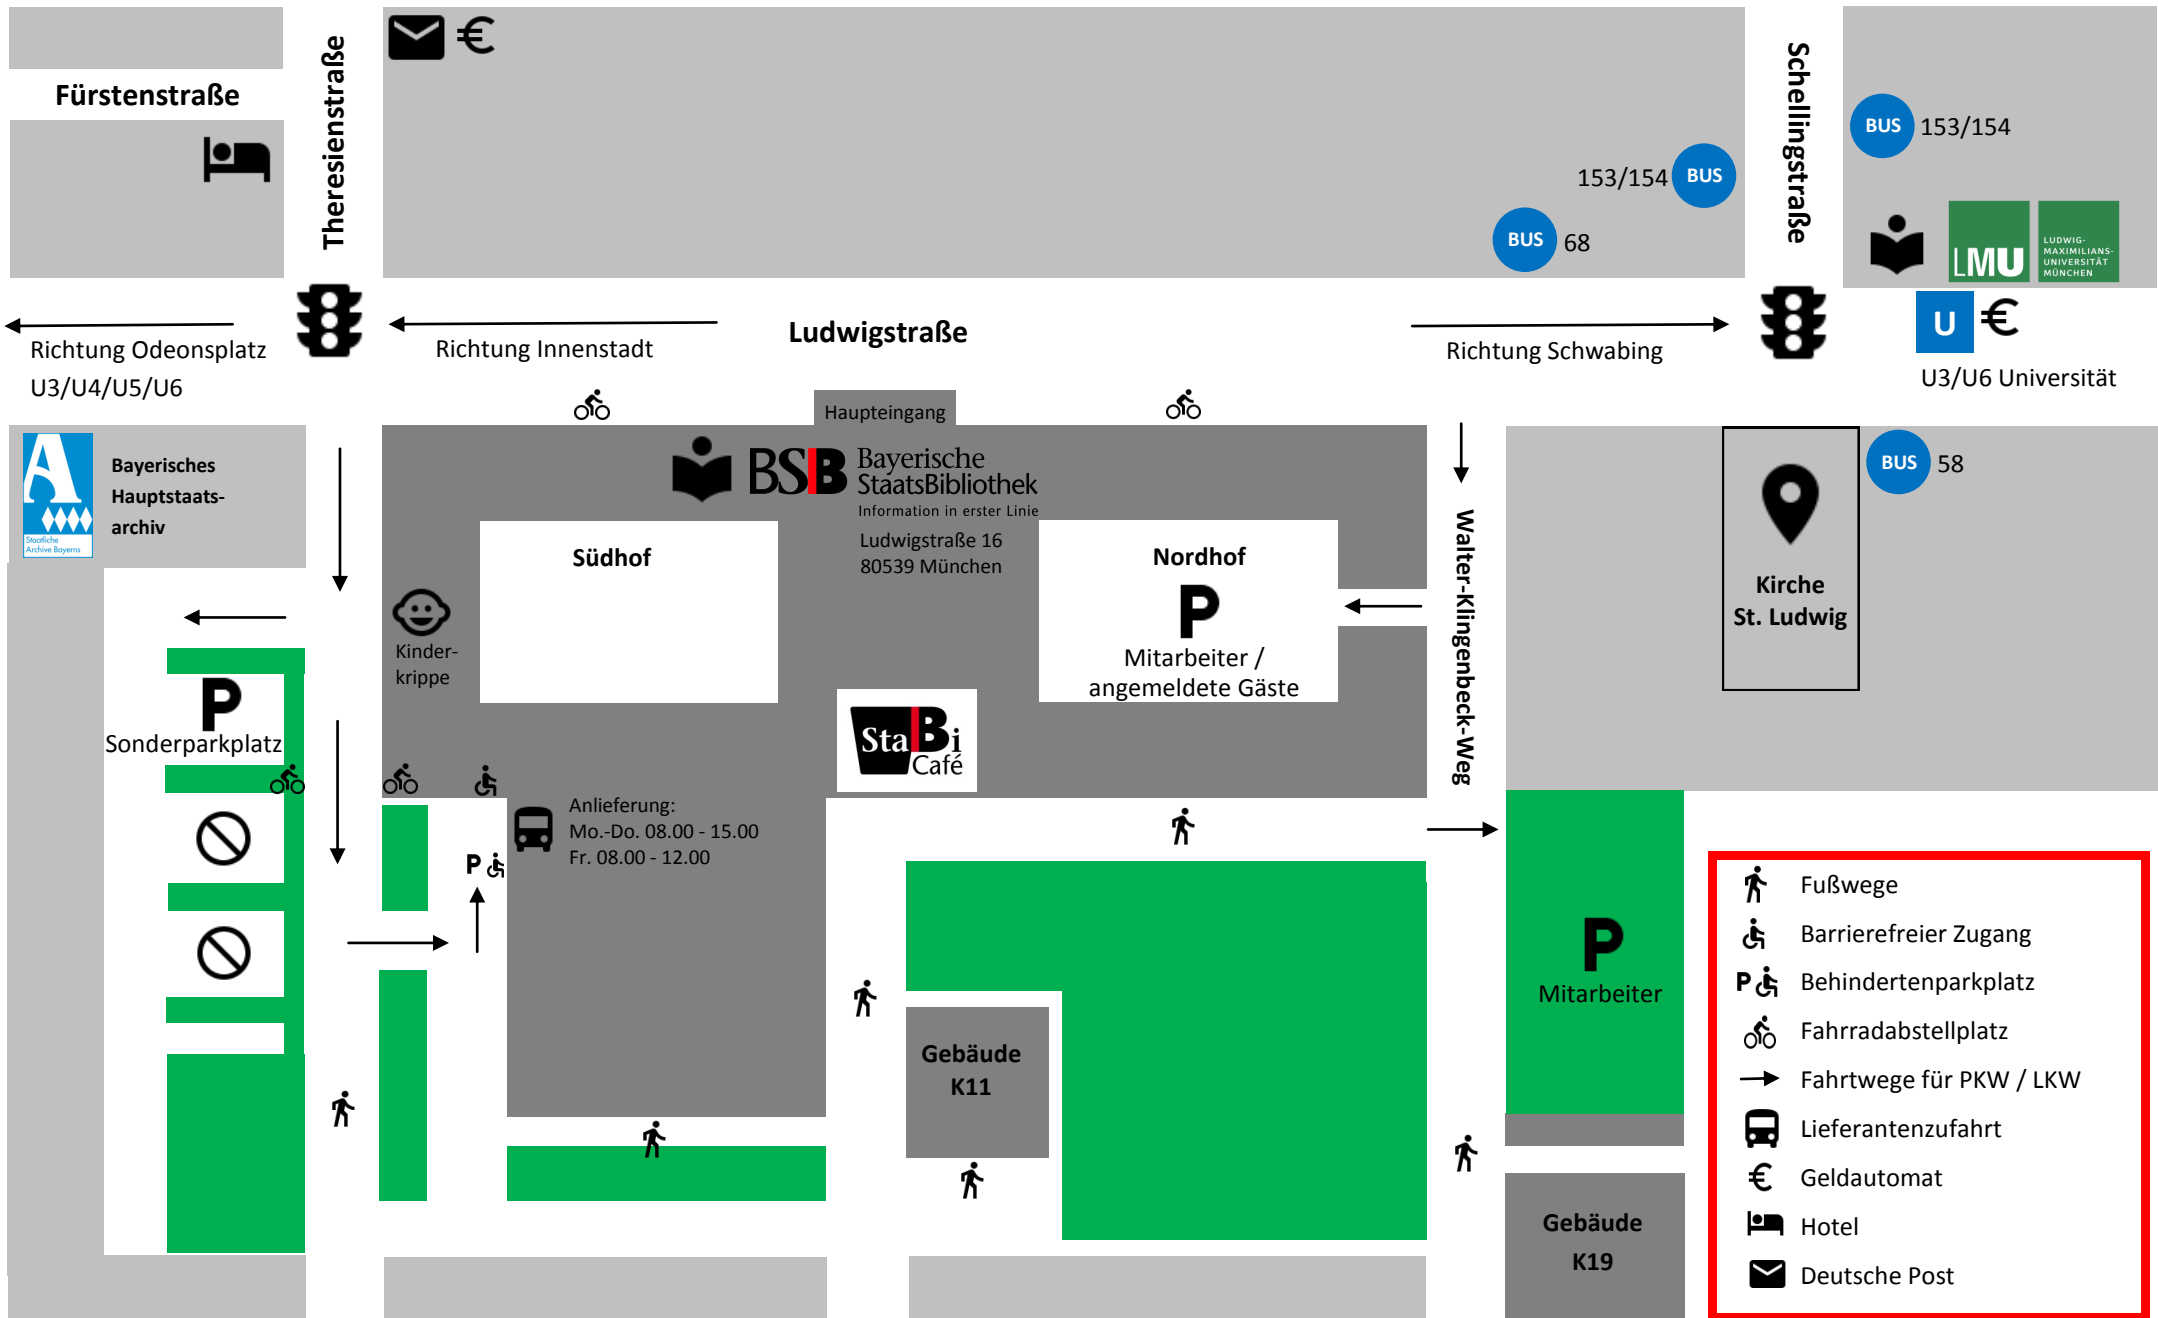 Fürstenstraße
Theresienstraße
€
Schellingstraße
BUS 153/154
153/154 BUS
BUS 68
LMU
LUDWIG-
MAXIMILIANS-
UNIVERSITÄT
MÜNCHEN
Richtung Odeonsplatz
U3/U4/U5/U6
Richtung Innenstadt
Ludwigstraße
Richtung Schwabing
U €
U3/U6 Universität
Haupteingang
A
Staatliche
Archive Bayerns
Bayerisches
Hauptstaats-
archiv
BSB Bayerische
StaatsBibliothek
Information in erster Linie
Ludwigstraße 16
80539 München
BUS 58
Südhof
Nordhof
P
Mitarbeiter /
angemeldete Gäste
Walter-Klingenbeck-Weg
Kirche
St. Ludwig
Kinder-
krippe
P
Sonderparkplatz
StaBi
Café
Anlieferung:
Mo.-Do. 08.00 - 15.00
Fr. 08.00 - 12.00
P
P
Mitarbeiter
Gebäude
K11
Gebäude
K19
Fußwege
Barrierefreier Zugang
P Behindertenparkplatz
Fahrradabstellplatz
Fahrtwege für PKW / LKW
Lieferantenzufahrt
€ Geldautomat
Hotel
Deutsche Post